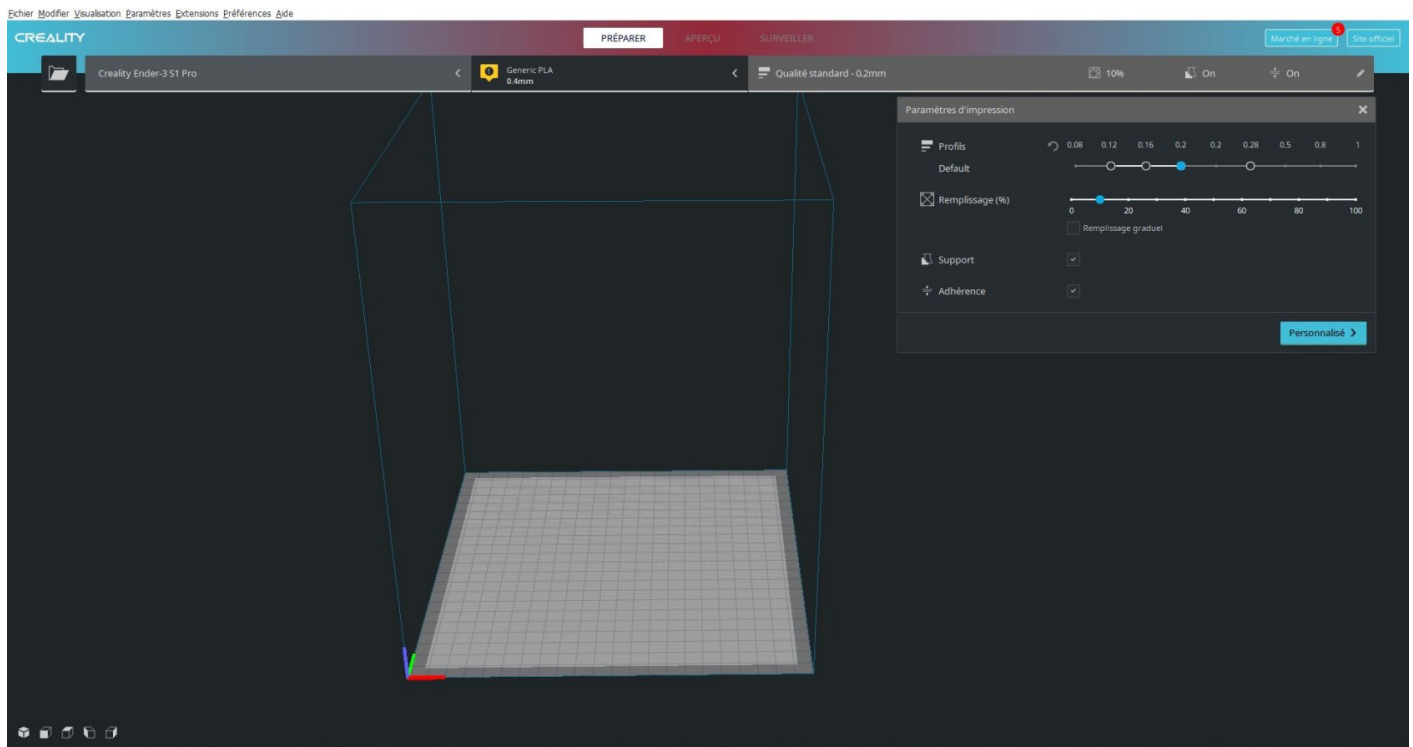 Fichier Modifier Visualisation Paramètres Extensions Préférences Aide
CREALITY
PRÉPARER APERÇU SURVEILLER
Marché en ligne 5 Site officiel
Creality Ender-3 S1 Pro
Generic PLA
0.4mm
Qualité standard - 0.2mm 10% On On
Paramètres d'impression
Profils 0.08 0.12 0.16 0.2 0.2 0.28 0.5 0.8 1
Default
Remplissage (%)
0 20 40 60 80 100
Remplissage graduel
Support
Adhérence
Personnalisé